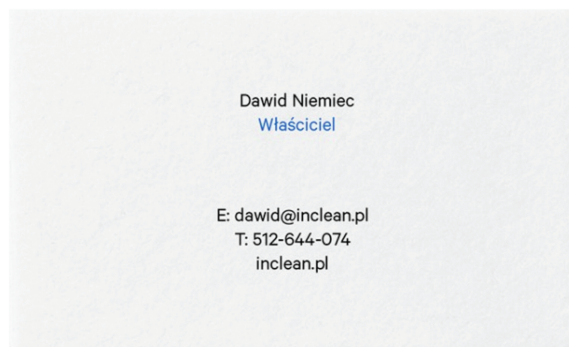 Dawid Niemiec
Właściciel
E: dawid@inclean.pl
T: 512-644-074
inclean.pl